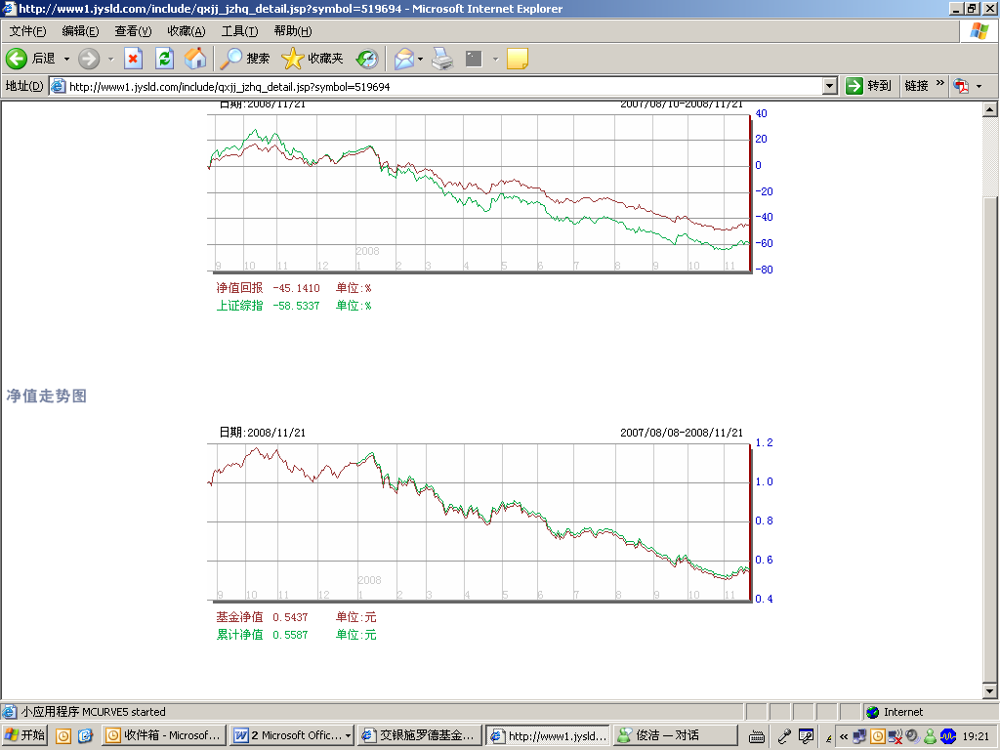 http://www1.jysld.com/include/qxjj_jzhq_detail.jsp?symbol=519694 - Microsoft Internet Explorer
文件(F) 编辑(E) 查看(V) 收藏(A) 工具(T) 帮助(H)
后退 搜索 收藏夹
地址(D) http://www1.jysld.com/include/qxjj_jzhq_detail.jsp?symbol=519694 转到 链接 »
日期:2008/11/21 2007/08/10-2008/11/21
40
20
0
-20
-40
-60
2008
9 10 11 12 1 2 3 4 5 6 7 8 9 10 11
-80
净值回报 -45.1410 单位:%
上证综指 -58.5337 单位:%
净值走势图
日期:2008/11/21 2007/08/08-2008/11/21
1.2
1.0
0.8
0.6
2008
9 10 11 12 1 2 3 4 5 6 7 8 9 10 11
0.4
基金净值 0.5437 单位:元
累计净值 0.5587 单位:元
小应用程序 MCURVE5 started Internet
开始 收件箱 - Microsof... 2 Microsoft Offic... 交银施罗德基金... http://www1.jysld.... 俊洁 — 对话 « 19:21